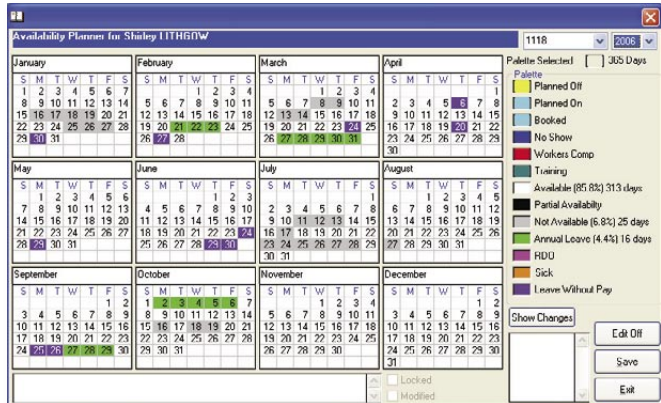 Availability Planner for Shirley LITHGOW
1118
2006
Palette Selected 365 Days
January
S M T W T F S
1 2 3 4 5 6 7
8 9 10 11 12 13 14
15 16 17 18 19 20 21
22 23 24 25 26 27 28
29 30 31
February
S M T W T F S
1 2 3 4
5 6 7 8 9 10 11
12 13 14 15 16 17 18
19 20 21 22 23 24 25
26 27 28
March
S M T W T F S
1 2 3 4
5 6 7 8 9 10 11
12 13 14 15 16 17 18
19 20 21 22 23 24 25
26 27 28 29 30 31
April
S M T W T F S
1
2 3 4 5 6 7 8
9 10 11 12 13 14 15
16 17 18 19 20 21 22
23 24 25 26 27 28 29
30
May
S M T W T F S
1 2 3 4 5 6
7 8 9 10 11 12 13
14 15 16 17 18 19 20
21 22 23 24 25 26 27
28 29 30 31
June
S M T W T F S
1 2 3
4 5 6 7 8 9 10
11 12 13 14 15 16 17
18 19 20 21 22 23 24
25 26 27 28 29 30
July
S M T W T F S
1
2 3 4 5 6 7 8
9 10 11 12 13 14 15
16 17 18 19 20 21 22
23 24 25 26 27 28 29
30 31
August
S M T W T F S
1 2 3 4 5
6 7 8 9 10 11 12
13 14 15 16 17 18 19
20 21 22 23 24 25 26
27 28 29 30 31
September
S M T W T F S
1 2
3 4 5 6 7 8 9
10 11 12 13 14 15 16
17 18 19 20 21 22 23
24 25 26 27 28 29 30
October
S M T W T F S
1 2 3 4 5 6 7
8 9 10 11 12 13 14
15 16 17 18 19 20 21
22 23 24 25 26 27 28
29 30 31
November
S M T W T F S
1 2 3 4
5 6 7 8 9 10 11
12 13 14 15 16 17 18
19 20 21 22 23 24 25
26 27 28 29 30
December
S M T W T F S
1 2
3 4 5 6 7 8 9
10 11 12 13 14 15 16
17 18 19 20 21 22 23
24 25 26 27 28 29 30
31
Palette
Planned Off
Planned On
Booked
No Show
Workers Comp
Training
Available (85.8%) 313 days
Partial Availability
Not Available (6.8%) 25 days
Annual Leave (4.4%) 16 days
RDO
Sick
Leave Without Pay
Show Changes
Edit Off
Save
Exit
Locked
Modified